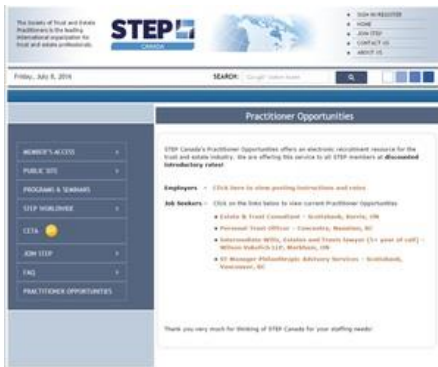 The Society of Trust and Estate
Practitioners is the leading
international organization for
trust and estate professionals.
STEP
CANADA
SIGN IN/REGISTER
HOME
JOIN STEP
CONTACT US
ABOUT US
Friday, July 8, 2016
SEARCH:
Practitioner Opportunities
MEMBER'S ACCESS
PUBLIC SITE
PROGRAMS & SEMINARS
STEP WORLDWIDE
CETA
JOIN STEP
FAQ
PRACTITIONER OPPORTUNITIES
STEP Canada's Practitioner Opportunities offers an electronic recruitment resource for the
trust and estate industry. We are offering this service to all STEP members at discounted
introductory rates!
Employers - Click here to view posting instructions and rates
Job Seekers - Click on the links below to view current Practitioner Opportunities
Estate & Trust Consultant - Scotiabank, Barrie, ON
Personal Trust Officer - Concentra, Nanaimo, BC
Intermediate Wills, Estates and Trusts lawyer (3+ year of call) -
Wilson Vukelich LLP, Markham, ON
Manager Philanthropic Advisory Services - Scotiabank,
Vancouver, BC
Thank you very much for thinking of STEP Canada for your staffing needs!